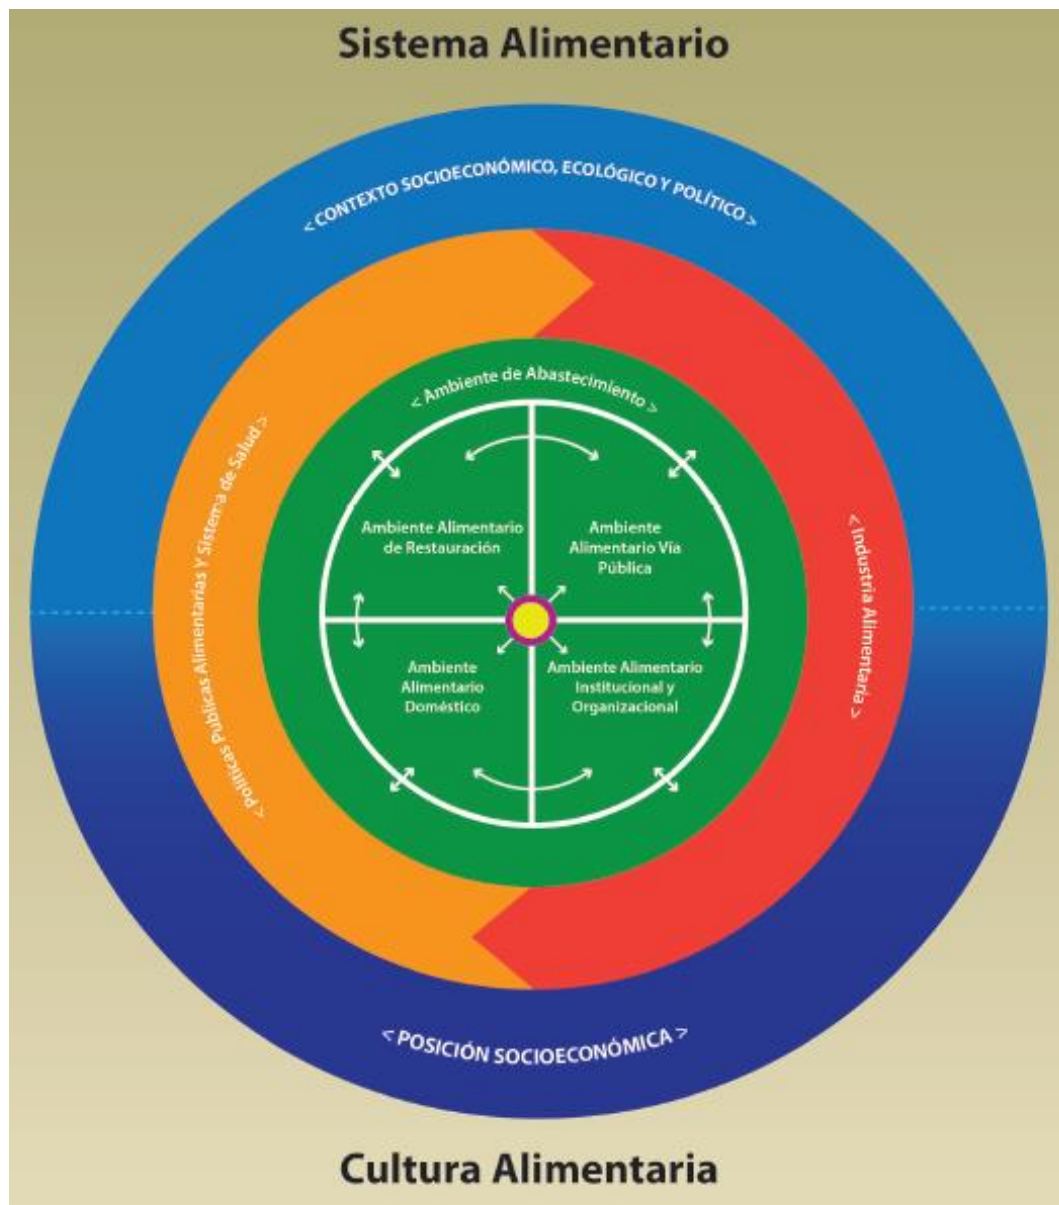 Sistema Alimentario
< CONTEXTO SOCIOECONÓMICO, ECOLÓGICO Y POLÍTICO >
< Políticas Públicas Alimentarias Y Sistema de Salud >
< Industria Alimentaria >
< Ambiente de Abastecimiento >
Ambiente Alimentario
de Restauración
Ambiente
Alimentario Vía
Pública
Ambiente
Alimentario
Doméstico
Ambiente Alimentario
Institucional y
Organizacional
< POSICIÓN SOCIOECONÓMICA >
Cultura Alimentaria